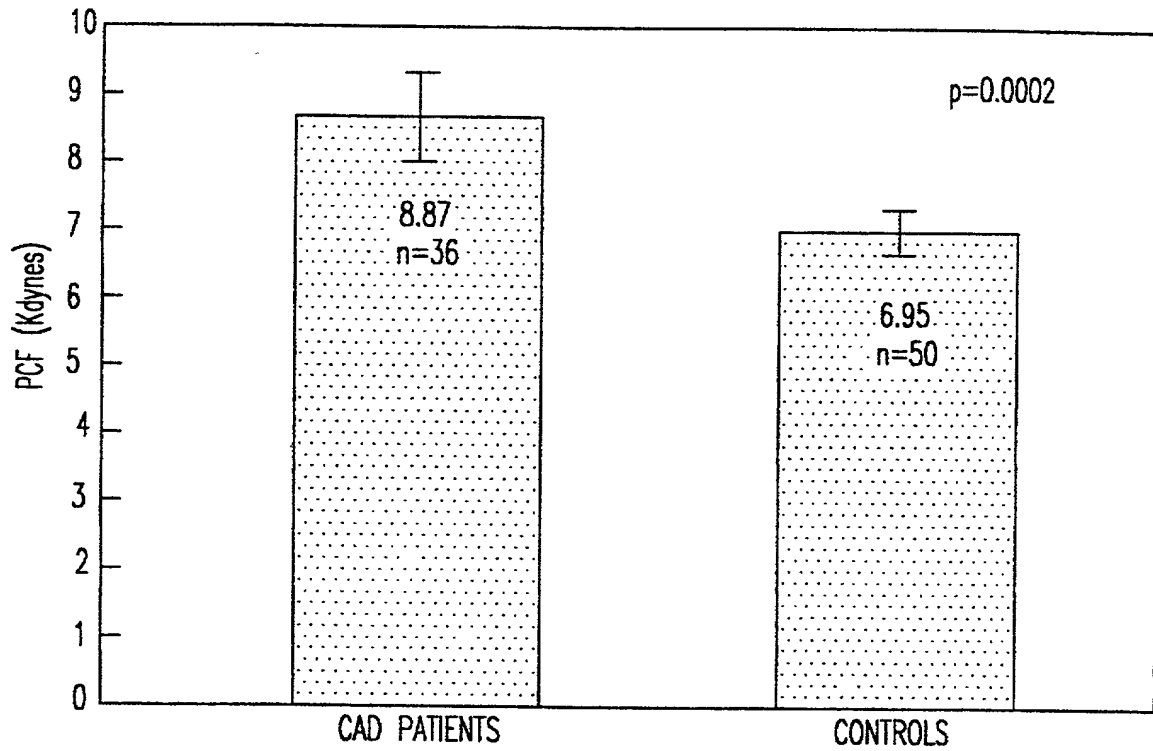 10
9
8
7
6
5
4
3
2
1
0
PCF (Kdynes)
p=0.0002
8.87
n=36
6.95
n=50
CAD PATIENTS
CONTROLS